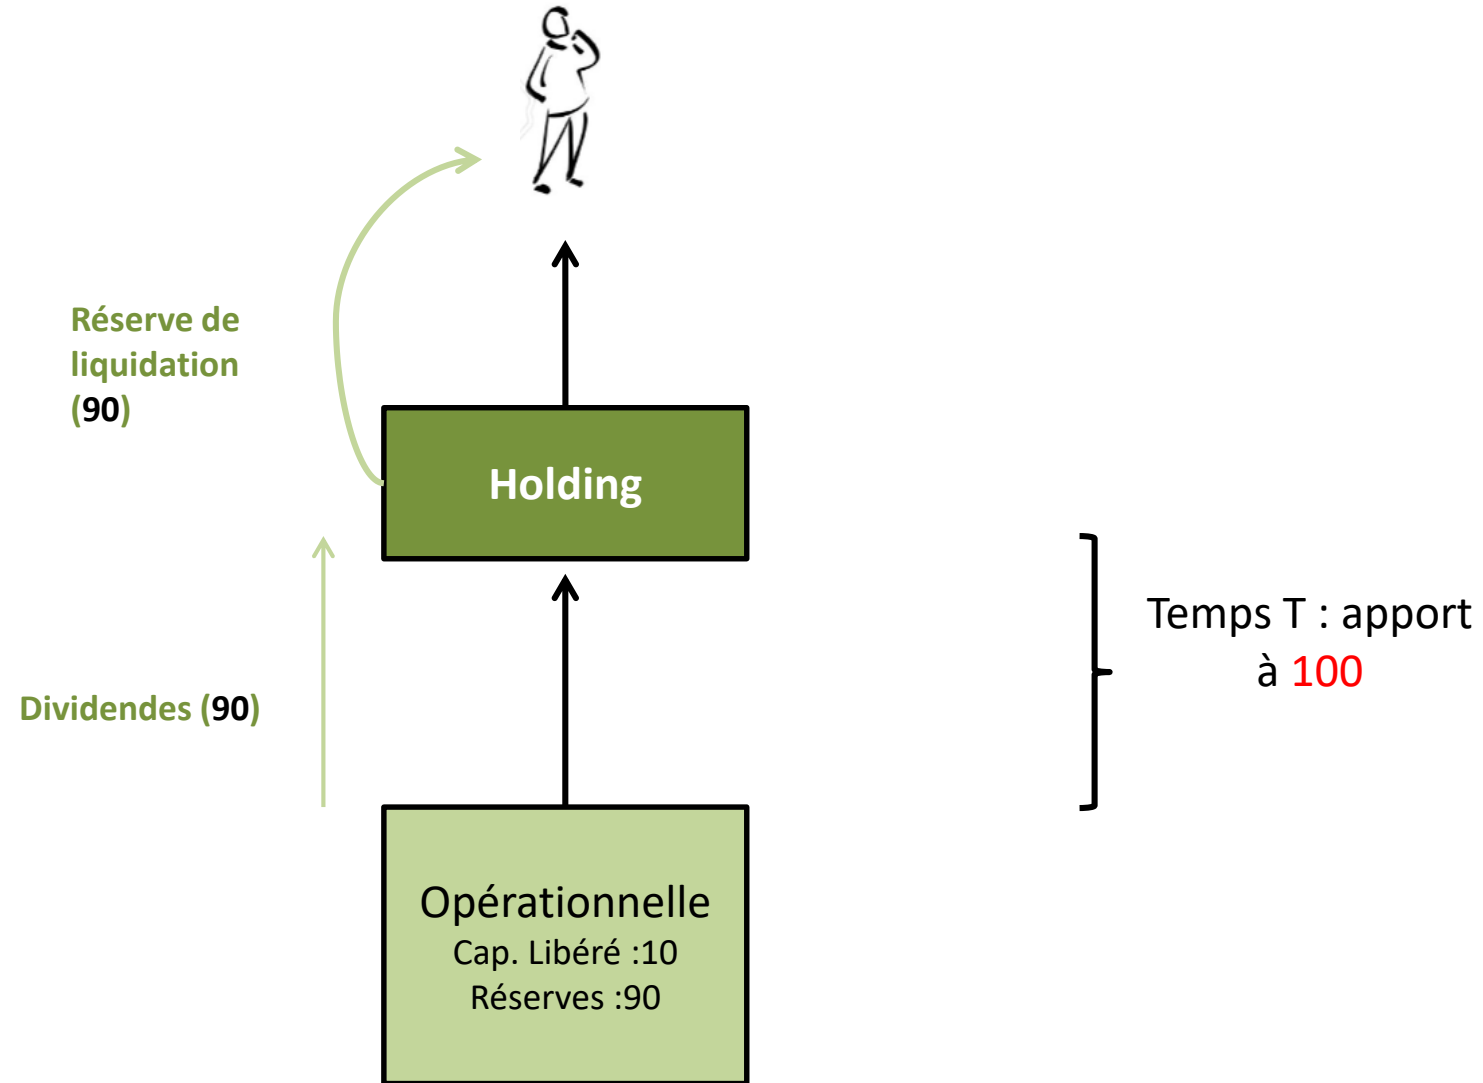 Réserve de
liquidation
(90)
Holding
Temps T : apport
à 100
Dividendes (90)
Opérationnelle
Cap. Libéré :10
Réserves :90